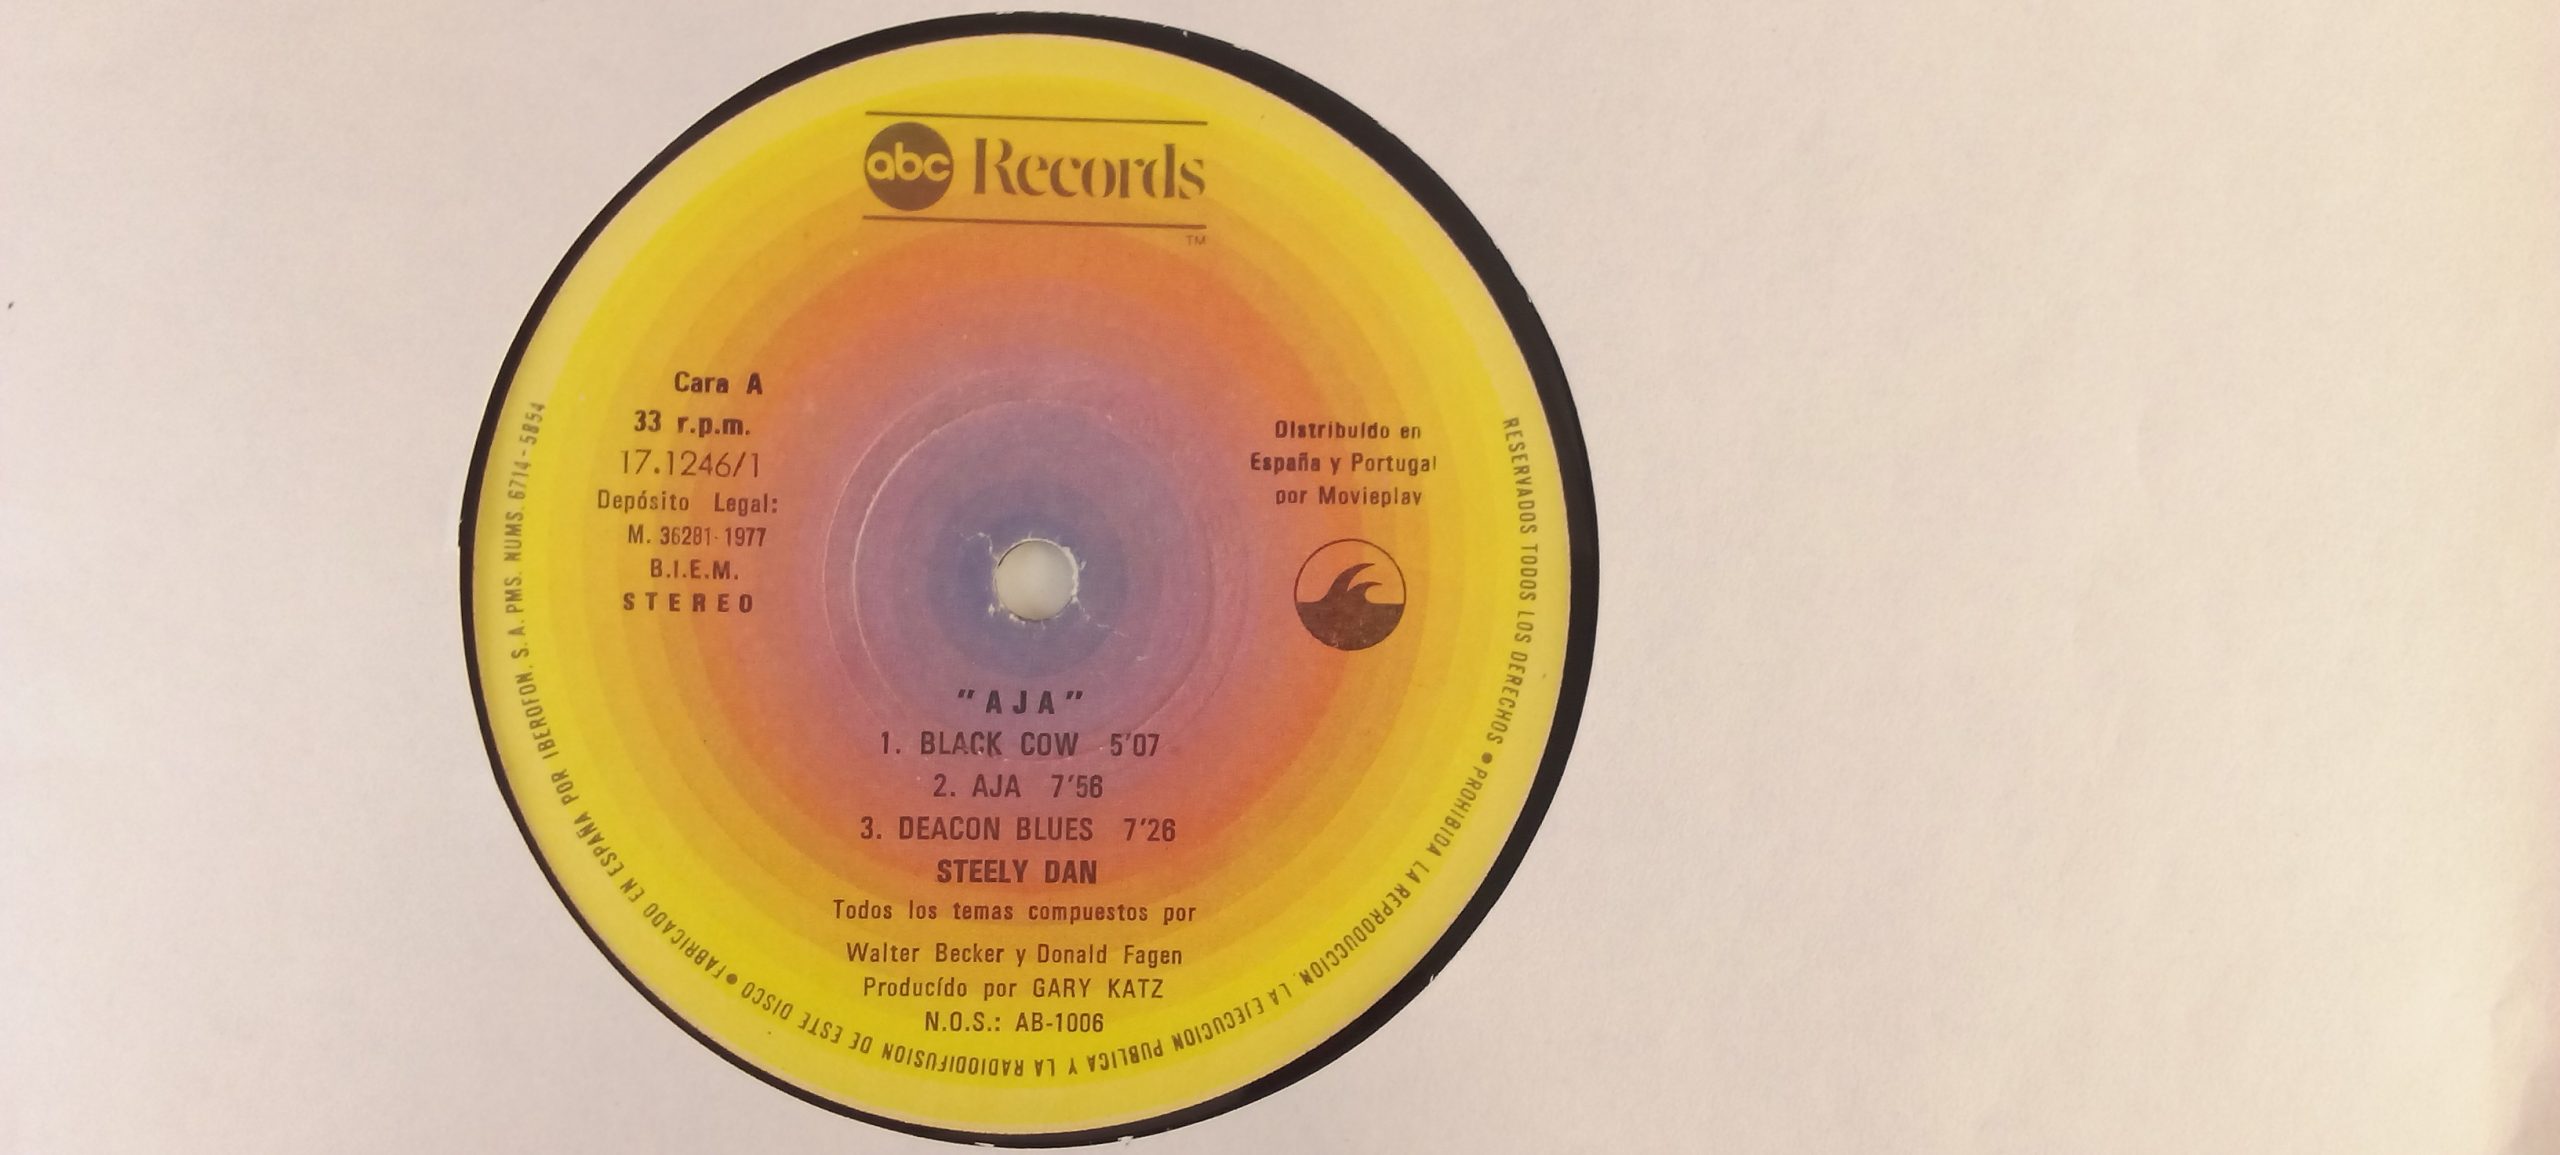 abc Records
TM
Cara A
33 r.p.m.
17.1246/1
Depósito Legal:
M. 36281-1977
B.I.E.M.
STEREO
Distribuído en
España y Portugal
por Movieplay
"AJA"
1. BLACK COW 5'07
2. AJA 7'56
3. DEACON BLUES 7'26
STEELY DAN
Todos los temas compuestos por
Walter Becker y Donald Fagen
Producído por GARY KATZ
N.O.S.: AB-1006
RESERVADOS TODOS LOS DERECHOS • PROHIBIDA LA REPRODUCCION, LA EJECUCION PUBLICA Y LA RADIODIFUSION DE ESTE DISCO • FABRICADO EN ESPAÑA POR IBEROFON, S. A. PMS. NUMS. 6714-5854